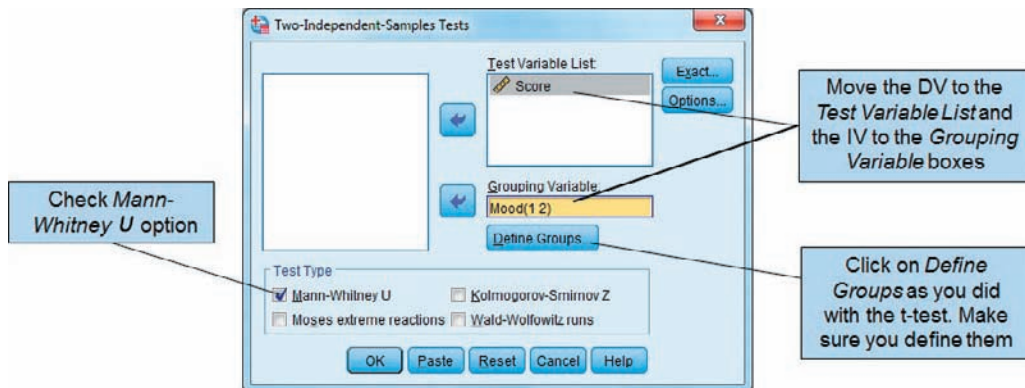 Two-Independent-Samples Tests
Test Variable List:
Score
Exact...
Options...
Move the DV to the
Test Variable List and
the IV to the Grouping
Variable boxes
Check Mann-
Whitney U option
Grouping Variable:
Mood(1 2)
Define Groups
Click on Define
Groups as you did
with the t-test. Make
sure you define them
Test Type
Mann-Whitney U
Kolmogorov-Smirnov Z
Moses extreme reactions
Wald-Wolfowitz runs
OK
Paste
Reset
Cancel
Help